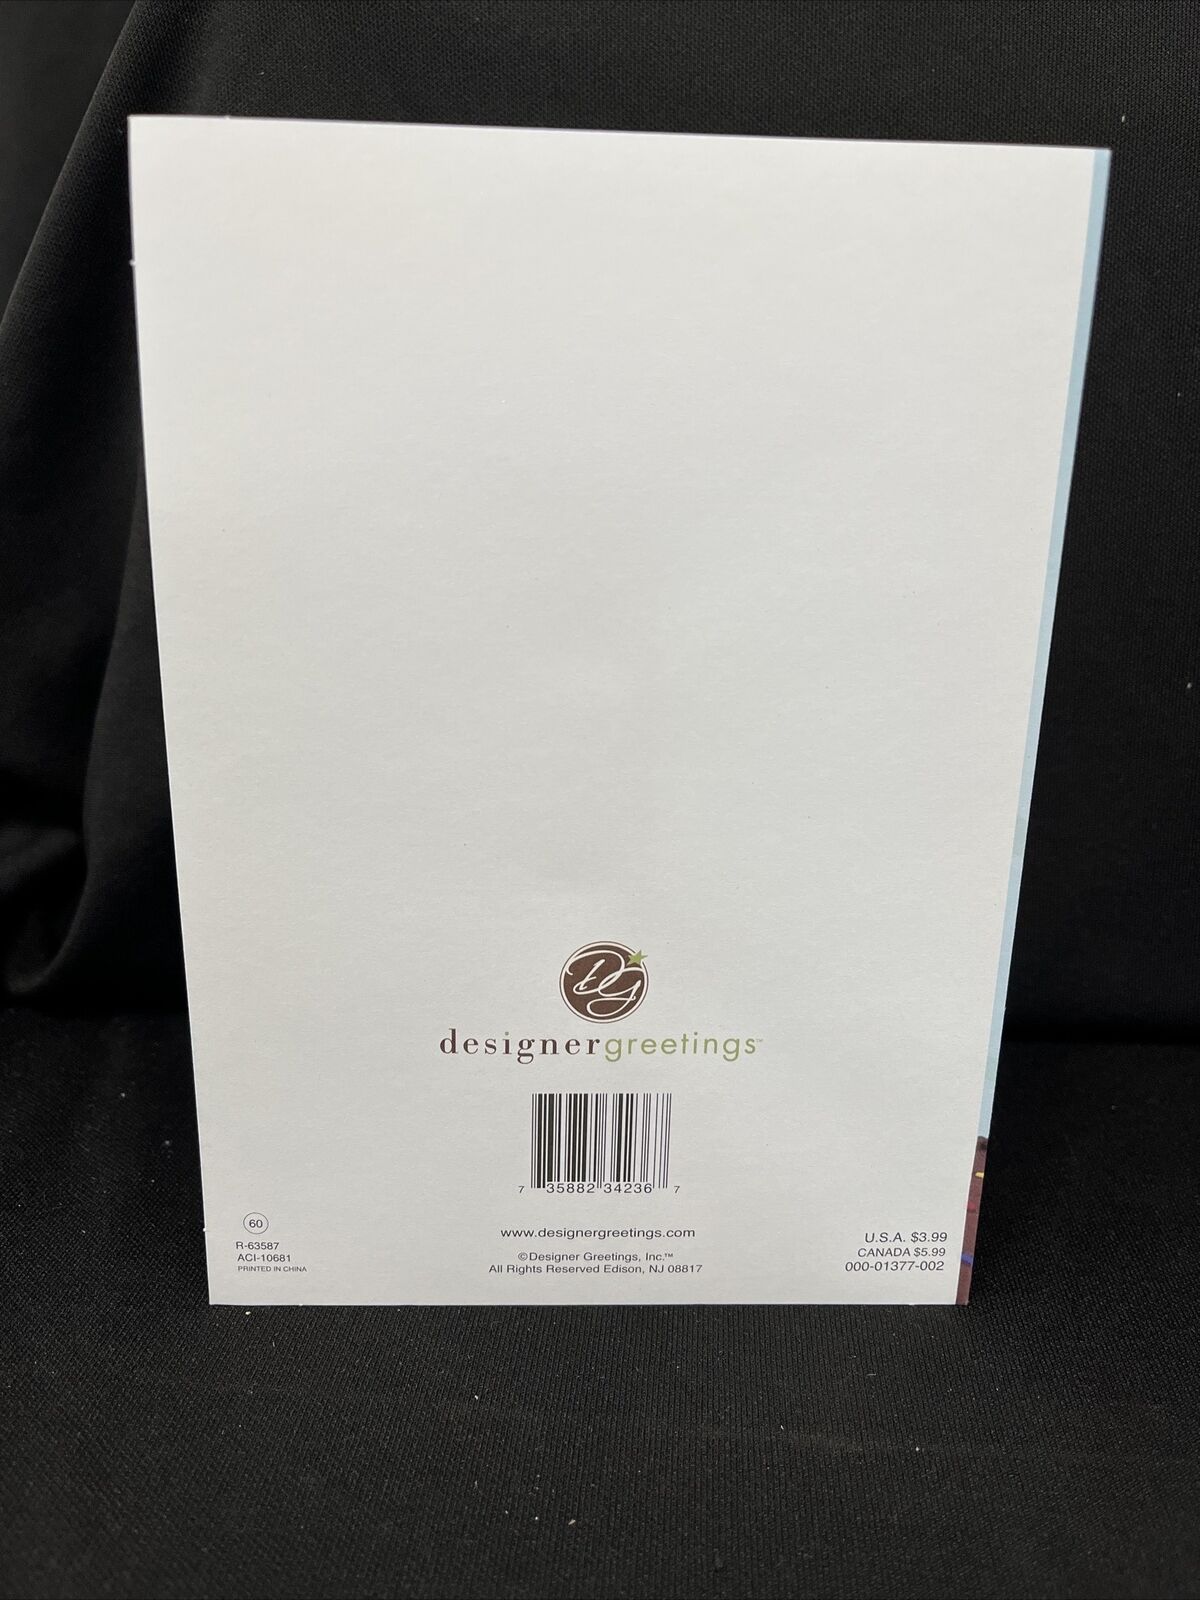 DG
designergreetings™
7 35882 34236 7
60
R-63587
ACI-10681
PRINTED IN CHINA
www.designergreetings.com
©Designer Greetings, Inc.™
All Rights Reserved Edison, NJ 08817
U.S.A. $3.99
CANADA $5.99
000-01377-002